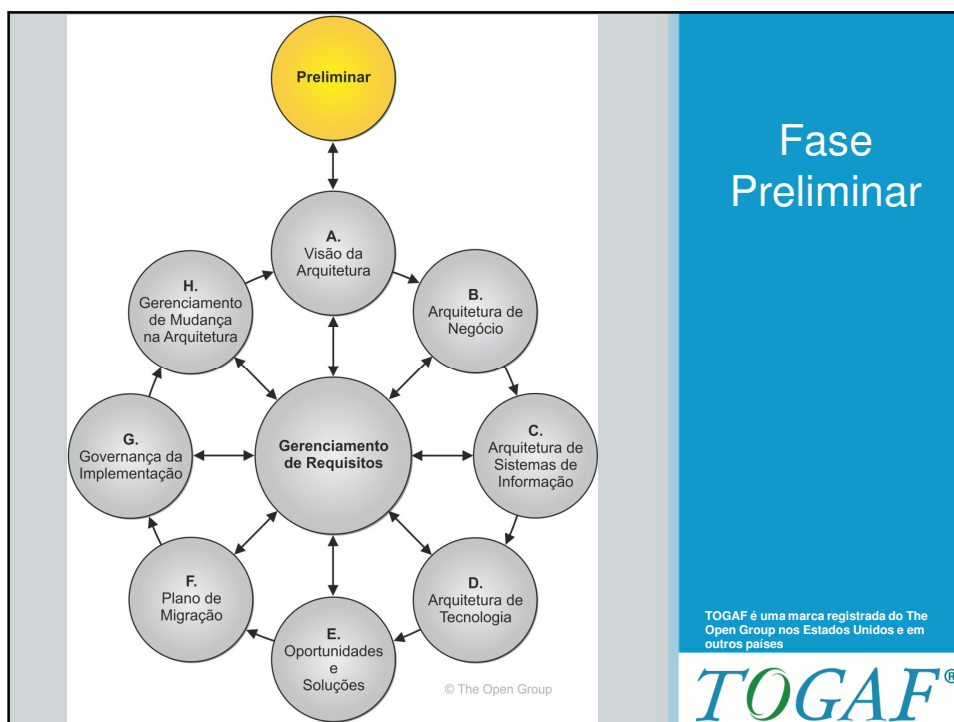 Preliminar
A.
Visão da
Arquitetura
B.
Arquitetura de
Negócio
C.
Arquitetura de
Sistemas de
Informação
D.
Arquitetura de
Tecnologia
E.
Oportunidades
e
Soluções
F.
Plano de
Migração
G.
Governança da
Implementação
H.
Gerenciamento
de Mudança
na Arquitetura
Gerenciamento
de Requisitos
© The Open Group
Fase
Preliminar
TOGAF é uma marca registrada do The
Open Group nos Estados Unidos e em
outros países
TOGAF®